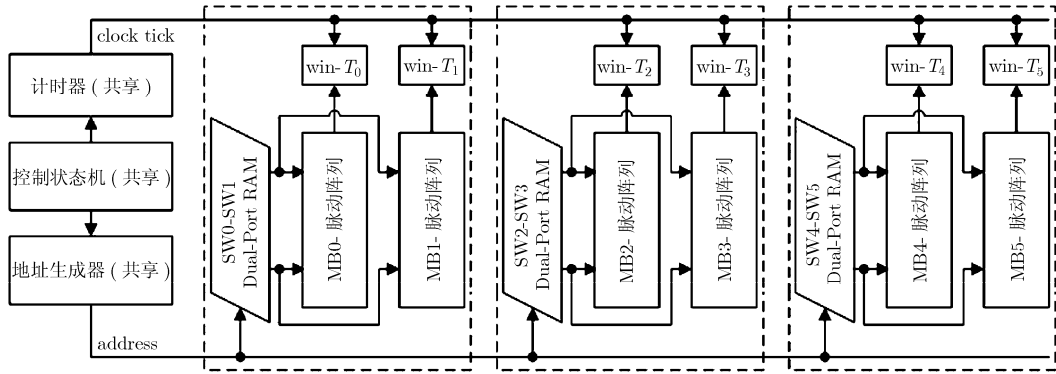 clock tick
计时器 ( 共享 )
控制状态机 ( 共享 )
地址生成器 ( 共享 )
address
win-T0
win-T1
SW0-SW1
Dual-Port RAM
MB0- 脉动阵列
MB1- 脉动阵列
win-T2
win-T3
SW2-SW3
Dual-Port RAM
MB2- 脉动阵列
MB3- 脉动阵列
win-T4
win-T5
SW4-SW5
Dual-Port RAM
MB4- 脉动阵列
MB5- 脉动阵列